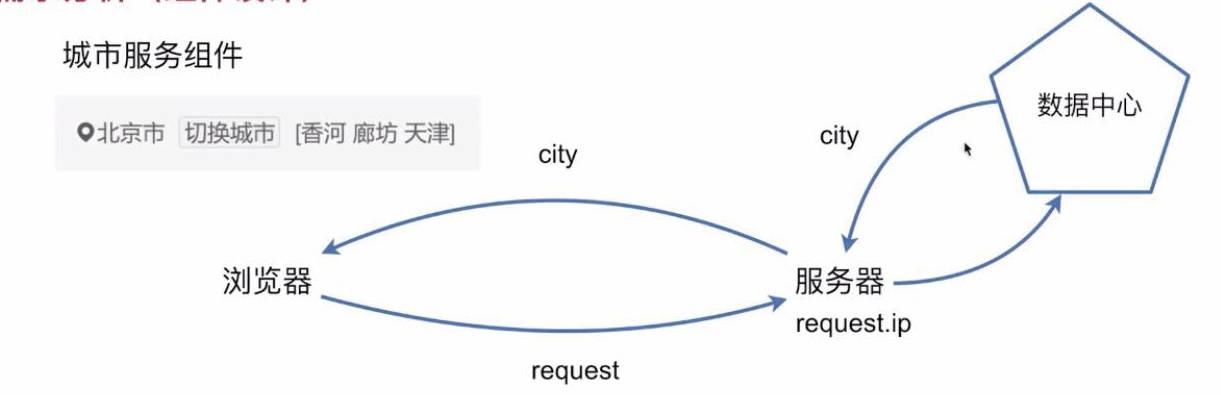 城市服务组件
北京市 切换城市 [香河 廊坊 天津]
数据中心
city
city
浏览器
服务器
request.ip
request